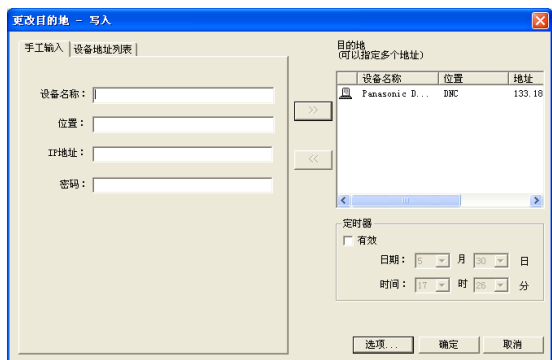 更改目的地 - 写入
手工输入 设备地址列表
设备名称:
位置:
IP地址:
密码:
>>
<<
目的地
(可以指定多个地址)
设备名称 位置 地址
Panasonic D... DNC 133.18
定时器
有效
日期: 5 月 30 日
时间: 17 时 26 分
选项... 确定 取消